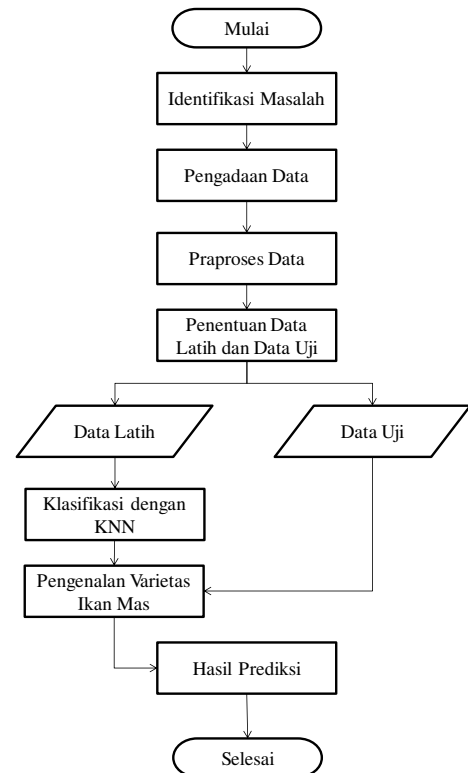 Mulai
Identifikasi Masalah
Pengadaan Data
Praproses Data
Penentuan Data
Latih dan Data Uji
Data Latih
Data Uji
Klasifikasi dengan
KNN
Pengenalan Varietas
Ikan Mas
Hasil Prediksi
Selesai